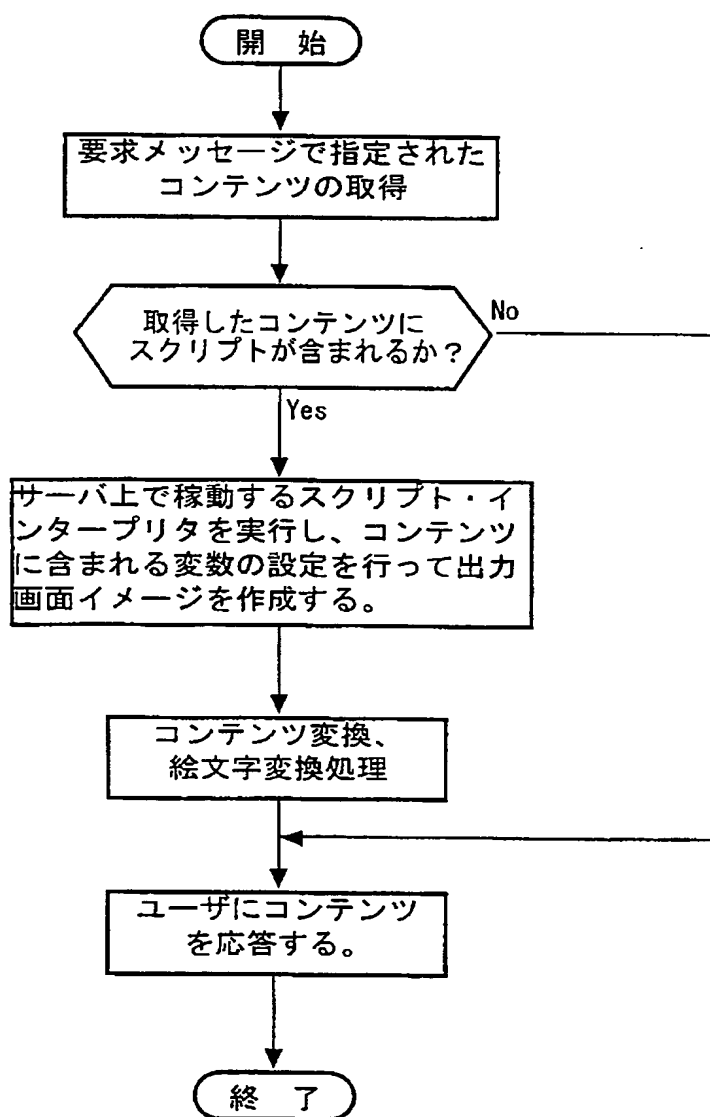 開 始
要求メッセージで指定された
コンテンツの取得
取得したコンテンツに
スクリプトが含まれるか?
No
Yes
サーバ上で稼動するスクリプト・イ
ンタープリタを実行し、コンテンツ
に含まれる変数の設定を行って出力
画面イメージを作成する。
コンテンツ変換、
絵文字変換処理
ユーザにコンテンツ
を応答する。
終 了